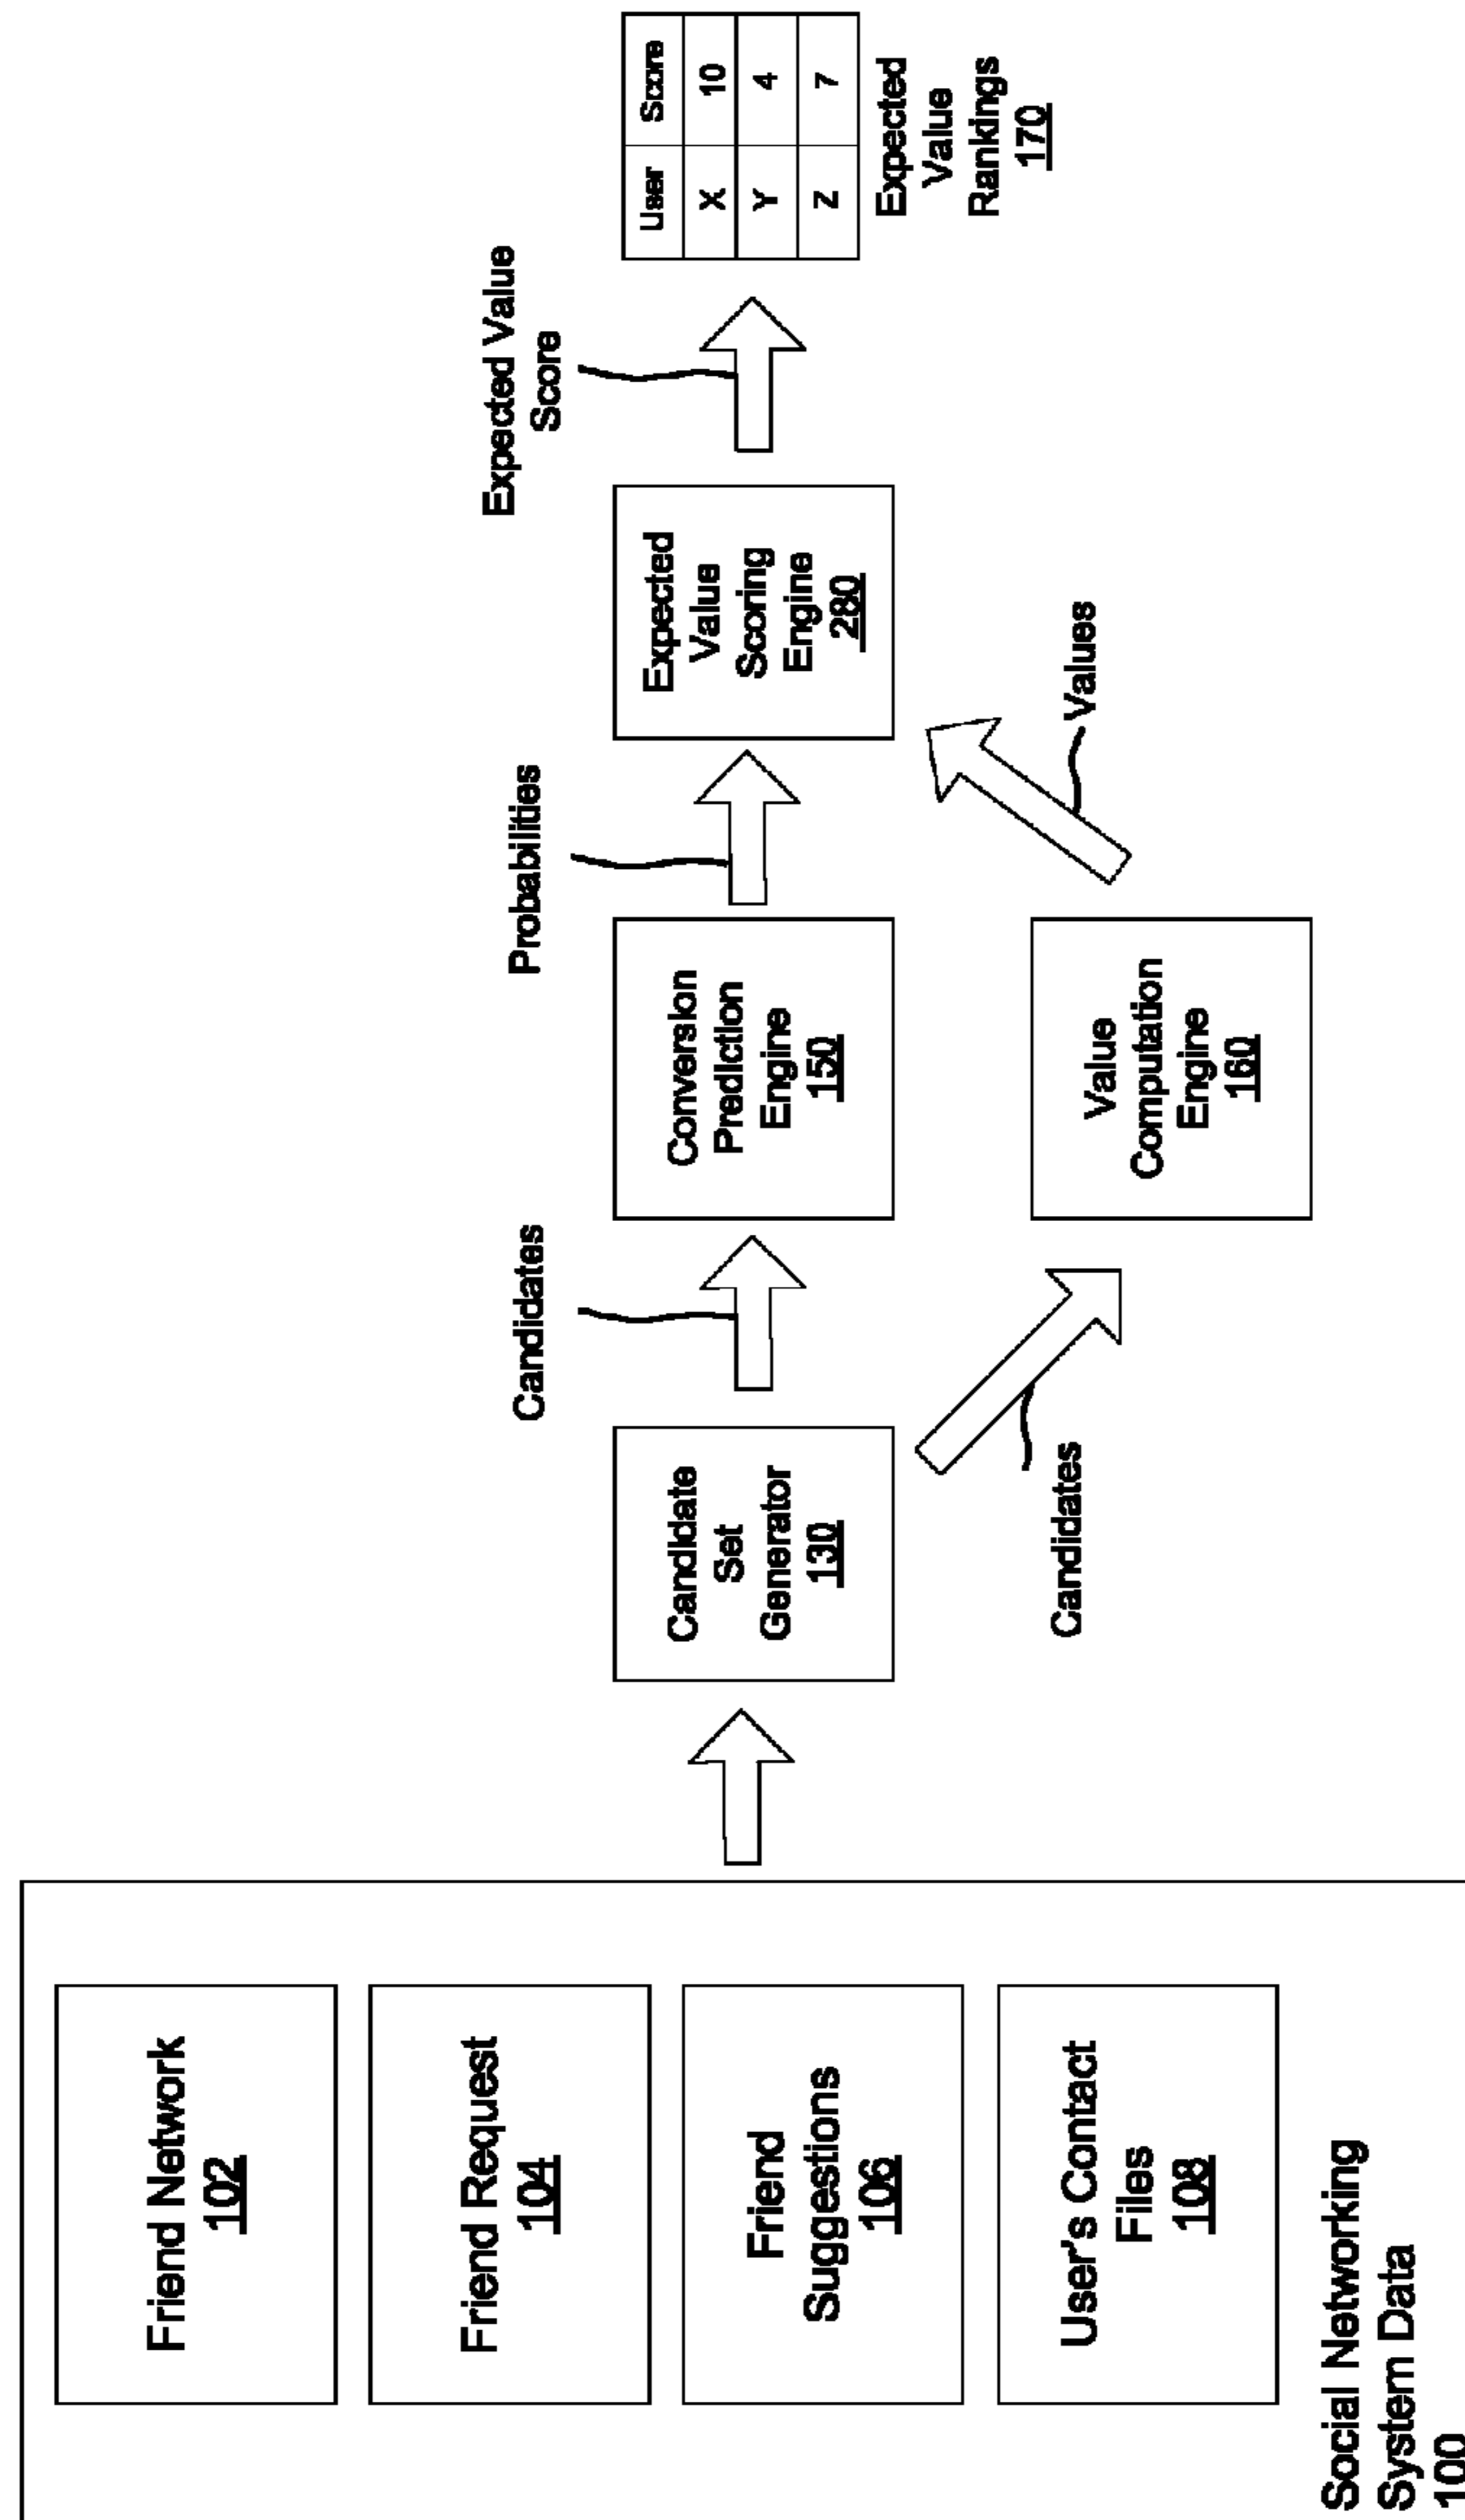 Friend Network
102
Friend Request
104
Friend
Suggestions
106
User's Contact
Files
108
Social Networking
System Data
100
Candidate
Set
Generator
130
Candidates
Candidates
Conversion
Prediction
Engine
150
Value
Computation
Engine
160
Probabilities
Values
Expected
Value
Scoring
Engine
280
Expected Value
Score
User Score
X 10
Y 4
Z 7
Expected
Value
Rankings
170